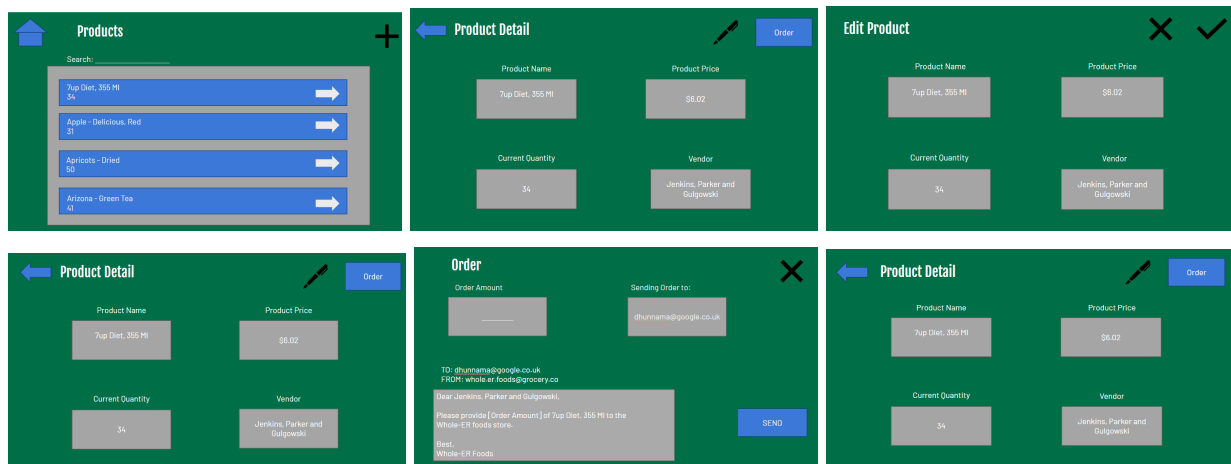 Products
Search: ________________
7up Diet, 355 Ml
34
Apple - Delicious, Red
31
Apricots - Dried
50
Arizona - Green Tea
41
Product Detail
Order
Product Name
Product Price
7up Diet, 355 Ml
$6.02
Current Quantity
Vendor
34
Jenkins, Parker and
Gulgowski
Edit Product
Product Name
Product Price
7up Diet, 355 Ml
$6.02
Current Quantity
Vendor
34
Jenkins, Parker and
Gulgowski
Product Detail
Order
Product Name
Product Price
7up Diet, 355 Ml
$6.02
Current Quantity
Vendor
34
Jenkins, Parker and
Gulgowski
Order
Order Amount
Sending Order to:
________
dhunnama@google.co.uk
TO: dhunnama@google.co.uk
FROM: whole.er.foods@grocery.co
Dear Jenkins, Parker and Gulgowski,
Please provide [Order Amount] of 7up Diet, 355 Ml to the
Whole-ER foods store.
Best,
Whole-ER Foods
SEND
Product Detail
Order
Product Name
Product Price
7up Diet, 355 Ml
$6.02
Current Quantity
Vendor
34
Jenkins, Parker and
Gulgowski